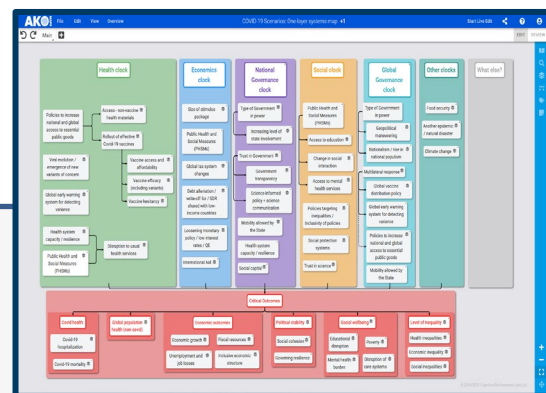 AKO!
File
Edit
View
Overview
COVID 19 Scenarios: One-layer systems map +1
Start Live Edit
Main
EDIT
REVIEW
Health clock
Policies to increase
national and global
access to essential
public goods
Access - non-vaccine
health materials
Rollout of effective
Covid-19 vaccines
Viral evolution /
emergence of new
variants of concern
Vaccine access and
affordability
Vaccine efficacy
(including variants)
Vaccine hesitancy
Global early warning
system for detecting
variance
Health system
capacity / resilience
Public Health and
Social Measures
(PHSMs)
Disruption to usual
health services
Economics
clock
Size of stimulus
package
Public Health and
Social Measures
(PHSMs)
Global tax system
changes
Debt alleviation /
write-off for / SDR
shared with low-
income countries
Loosening monetary
policy / low interest
rates / QE
International Aid
National
Governance
clock
Type of Government
in power
Increasing level of
state involvement
Trust in Government
Government
transparency
Science-informed
policy + science
communication
Mobility allowed by
the State
Health system
capacity / resilience
Social capital
Social clock
Public Health and
Social Measures
(PHSMs)
Access to education
Change in social
interaction
Access to mental
health services
Policies targeting
inequalities /
Inclusivity of policies
Social protection
systems
Trust in science
Global
Governance
clock
Type of Government
in power
Geopolitical
maneuvering
Nationalism / rise in
national populism
Multilateral response
Global vaccine
distribution policy
Global early warning
system for detecting
variance
Policies to increase
national and global
access to essential
public goods
Mobility allowed by
the State
Other clocks
Food security
Another epidemic
/ natural disaster
Climate change
What else?
Critical Outcomes
Covid health
Covid-19
hospitalization
Covid-19 mortality
Global population
health (non-covid)
Economics outcomes
Economic growth
Fiscal resources
Unemployment and
job losses
Inclusive economic
structure
Political stability
Social cohesion
Governing resilience
Social wellbeing
Educational
disruption
Poverty
Mental health
burden
Disruption of
care systems
Level of inequality
Health inequalities
Economic inequality
Social inequalities